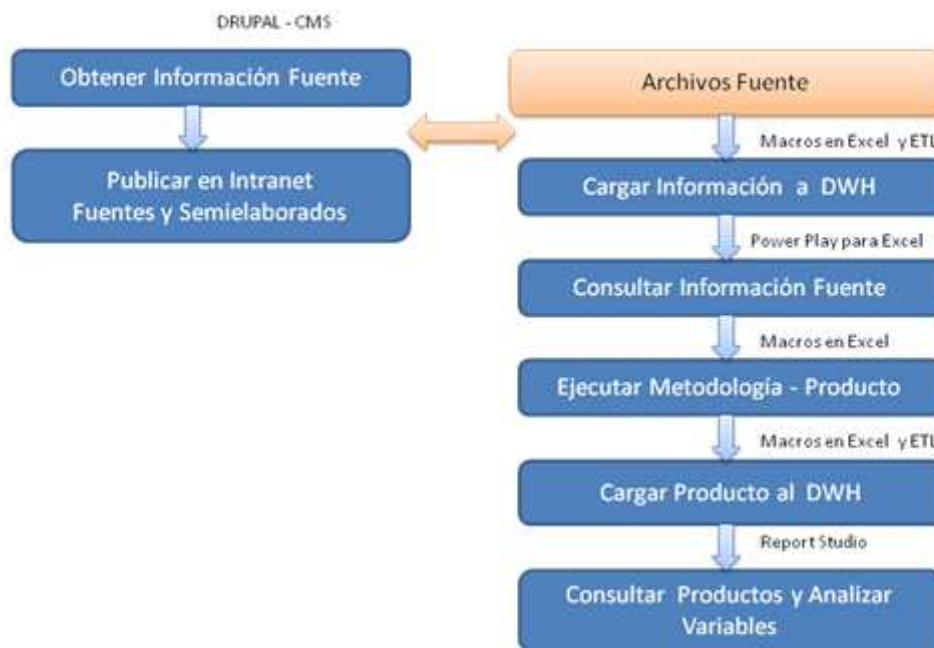 DRUPAL - CMS
Obtener Información Fuente
Publicar en Intranet
Fuentes y Semielaborados
Archivos Fuente
Macros en Excel y ETL
Cargar Información a DWH
Power Play para Excel
Consultar Información Fuente
Macros en Excel
Ejecutar Metodología - Producto
Macros en Excel y ETL
Cargar Producto al DWH
Report Studio
Consultar Productos y Analizar
Variables